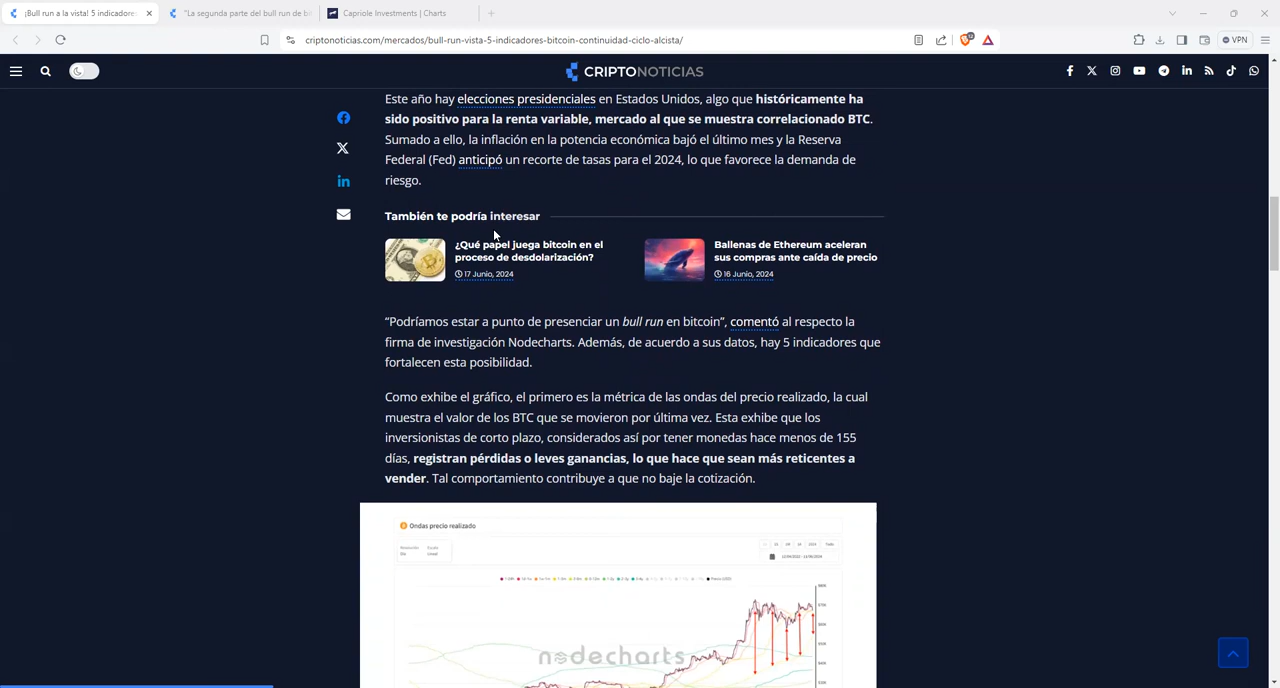 ¡Bull run a la vista! 5 indicadores
"La segunda parte del bull run de bi
Capriole Investments | Charts
criptonoticias.com/mercados/bull-run-vista-5-indicadores-bitcoin-continuidad-ciclo-alcista/
VPN
CRIPTONOTICIAS
Este año hay elecciones presidenciales en Estados Unidos, algo que históricamente ha
sido positivo para la renta variable, mercado al que se muestra correlacionado BTC.
Sumado a ello, la inflación en la potencia económica bajó el último mes y la Reserva
Federal (Fed) anticipó un recorte de tasas para el 2024, lo que favorece la demanda de
riesgo.
También te podría interesar
¿Qué papel juega bitcoin en el
proceso de desdolarización?
17 Junio, 2024
Ballenas de Ethereum aceleran
sus compras ante caída de precio
16 Junio, 2024
“Podríamos estar a punto de presenciar un bull run en bitcoin”, comentó al respecto la
firma de investigación Nodecharts. Además, de acuerdo a sus datos, hay 5 indicadores que
fortalecen esta posibilidad.
Como exhibe el gráfico, el primero es la métrica de las ondas del precio realizado, la cual
muestra el valor de los BTC que se movieron por última vez. Esta exhibe que los
inversionistas de corto plazo, considerados así por tener monedas hace menos de 155
días, registran pérdidas o leves ganancias, lo que hace que sean más reticentes a
vender. Tal comportamiento contribuye a que no baje la cotización.
Ondas precio realizado
nodecharts